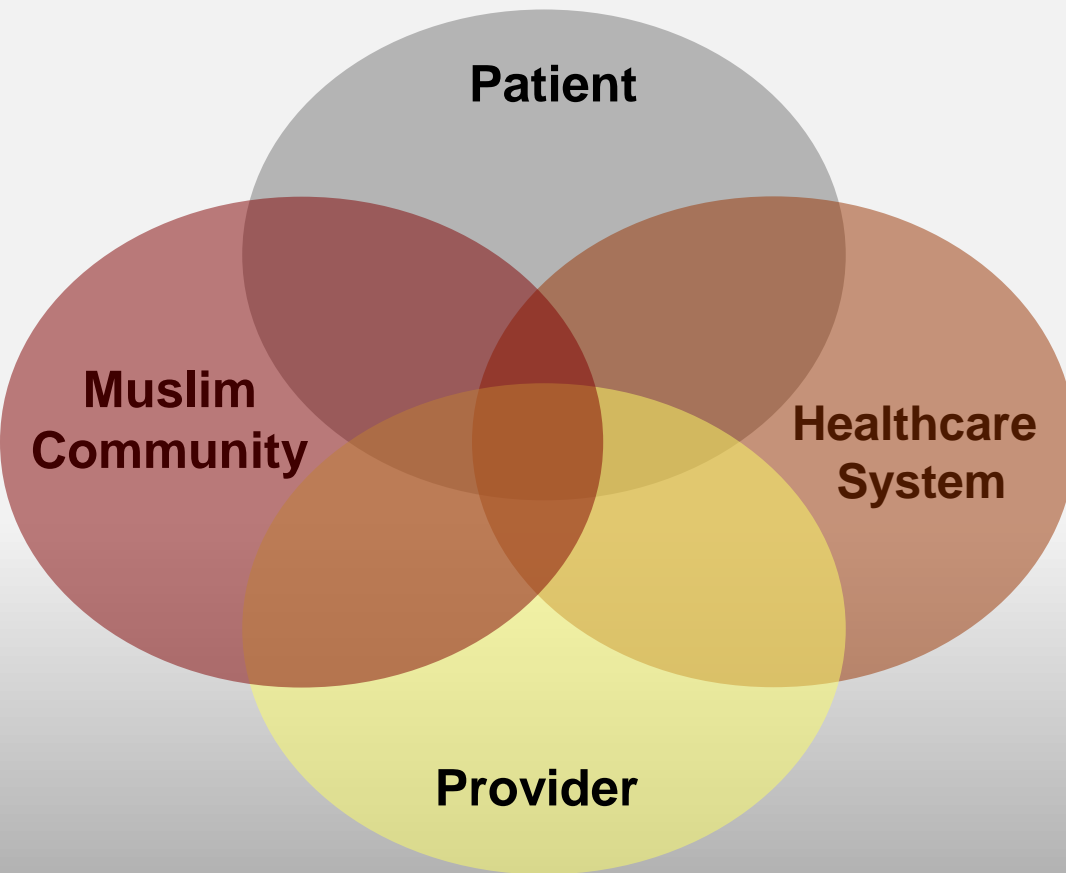 Patient
Muslim
Community
Healthcare
System
Provider